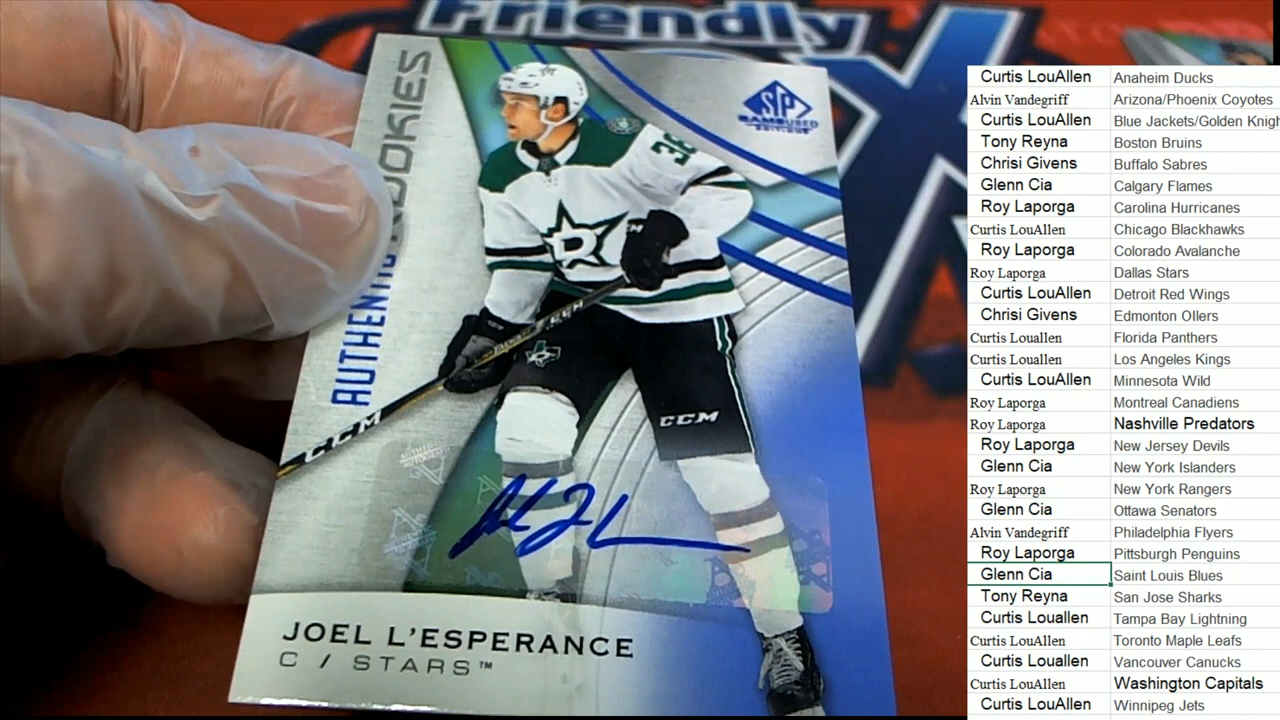 Friendly
AUTHENTIC ROOKIES
SP
GAME USED
EDITION
38
CCM
CCM
CCM
JOEL L'ESPERANCE
C / STARS™
Curtis LouAllen Anaheim Ducks
Alvin Vandegriff Arizona/Phoenix Coyotes
Curtis LouAllen Blue Jackets/Golden Knigh
Tony Reyna Boston Bruins
Chrisi Givens Buffalo Sabres
Glenn Cia Calgary Flames
Roy Laporga Carolina Hurricanes
Curtis LouAllen Chicago Blackhawks
Roy Laporga Colorado Avalanche
Roy Laporga Dallas Stars
Curtis LouAllen Detroit Red Wings
Chrisi Givens Edmonton Ollers
Curtis Louallen Florida Panthers
Curtis Louallen Los Angeles Kings
Curtis LouAllen Minnesota Wild
Roy Laporga Montreal Canadiens
Roy Laporga Nashville Predators
Roy Laporga New Jersey Devils
Glenn Cia New York Islanders
Roy Laporga New York Rangers
Glenn Cia Ottawa Senators
Alvin Vandegriff Philadelphia Flyers
Roy Laporga Pittsburgh Penguins
Glenn Cia Saint Louis Blues
Tony Reyna San Jose Sharks
Curtis Louallen Tampa Bay Lightning
Curtis LouAllen Toronto Maple Leafs
Curtis Louallen Vancouver Canucks
Curtis LouAllen Washington Capitals
Curtis LouAllen Winnipeg Jets